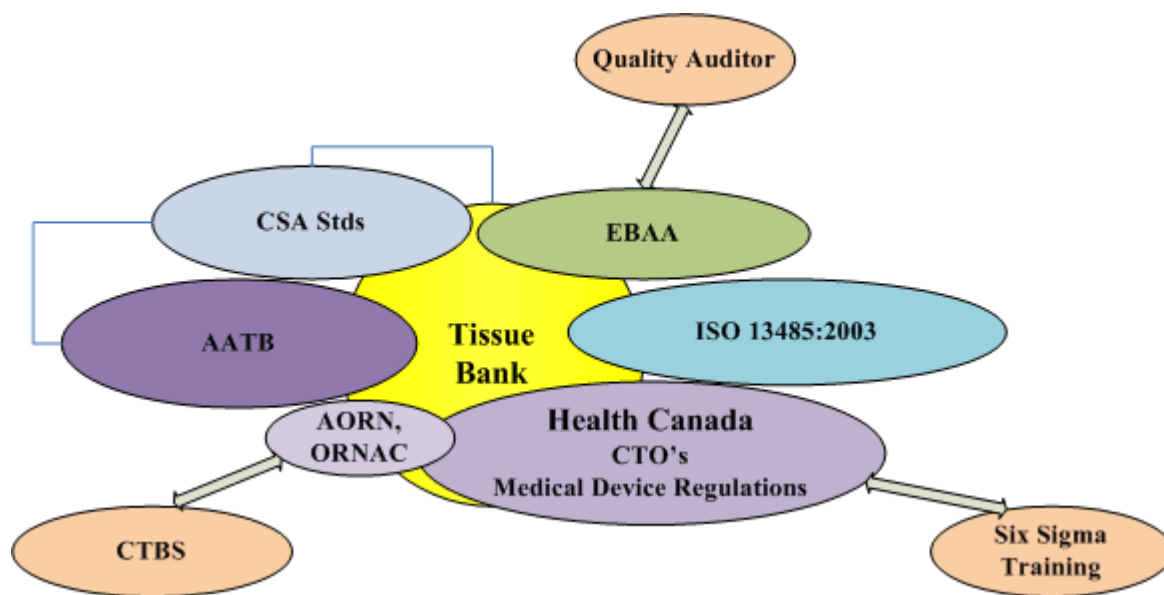 Quality Auditor
CSA Stds
EBAA
Tissue
Bank
ISO 13485:2003
AATB
AORN,
ORNAC
Health Canada
CTO's
Medical Device Regulations
CTBS
Six Sigma
Training